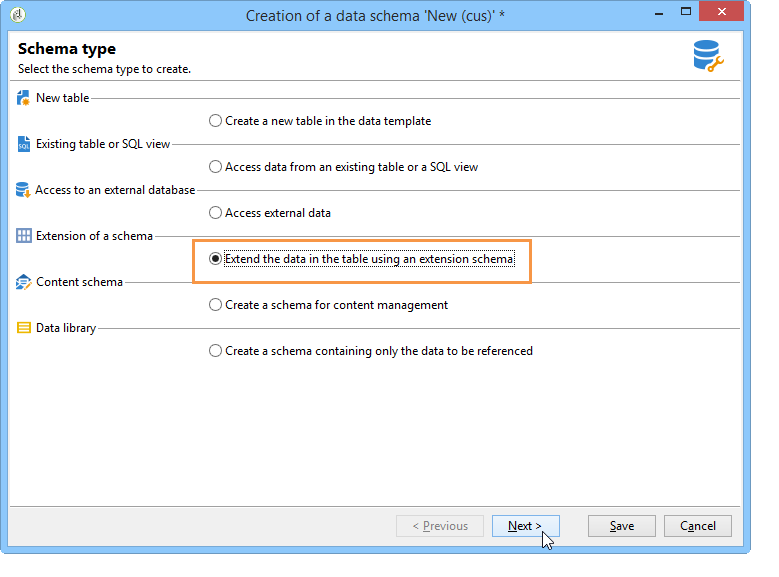 Creation of a data schema 'New (cus)' *
Schema type
Select the schema type to create.
New table
Create a new table in the data template
Existing table or SQL view
Access data from an existing table or a SQL view
Access to an external database
Access external data
Extension of a schema
Extend the data in the table using an extension schema
Content schema
Create a schema for content management
Data library
Create a schema containing only the data to be referenced
< Previous Next > Save Cancel